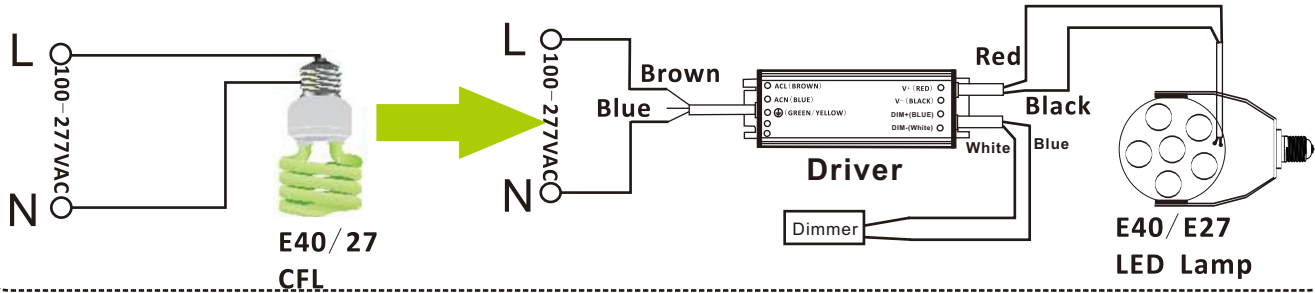 L
100-277VAC
N
E40/27
CFL
L
100-277VAC
N
Brown
Blue
ACL(BROWN)
ACN(BLUE)
(GREEN/YELLOW)
V+(RED)
V-(BLACK)
DIM+(BLUE)
DIM-(White)
Driver
Red
Black
White
Blue
Dimmer
E40/E27
LED Lamp